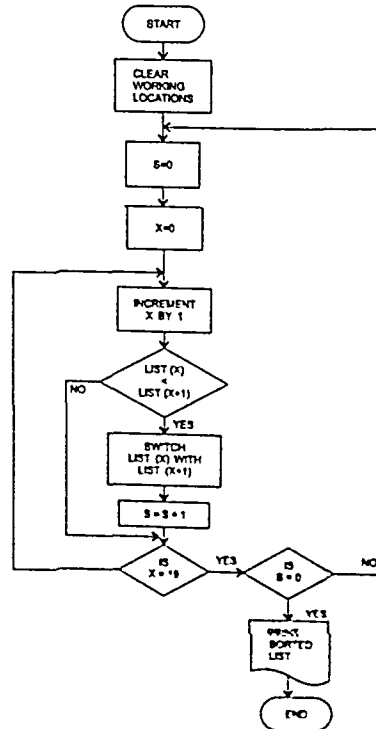 START
CLEAR
WORKING
LOCATIONS
S=0
X=0
INCREMENT
X BY 1
LIST (X)
<
LIST (X+1)
NO
YES
SWITCH
LIST (X) WITH
LIST (X+1)
S = S + 1
IS
X = 19
YES
IS
S = 0
NO
YES
PRINT
SORTED
LIST
END